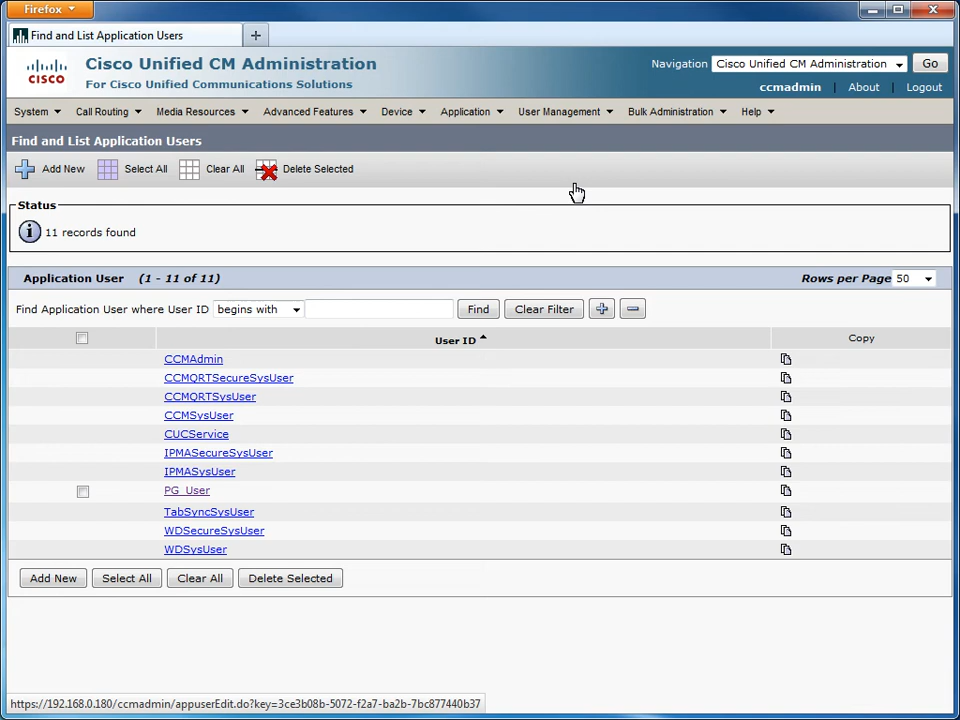 Firefox
Find and List Application Users
CISCO
Cisco Unified CM Administration
For Cisco Unified Communications Solutions
Navigation Cisco Unified CM Administration Go
ccmadmin | About | Logout
System Call Routing Media Resources Advanced Features Device Application User Management Bulk Administration Help
Find and List Application Users
Add New Select All Clear All Delete Selected
Status
11 records found
Application User (1 - 11 of 11) Rows per Page 50
Find Application User where User ID begins with Find Clear Filter
User ID Copy
CCMAdmin
CCMQRTSecureSysUser
CCMQRTSysUser
CCMSysUser
CUCService
IPMASecureSysUser
IPMASysUser
PG_User
TabSyncSysUser
WDSecureSysUser
WDSysUser
Add New Select All Clear All Delete Selected
https://192.168.0.180/ccmadmin/appuserEdit.do?key=3ce3b08b-5072-f2a7-ba2b-7bc877440b37